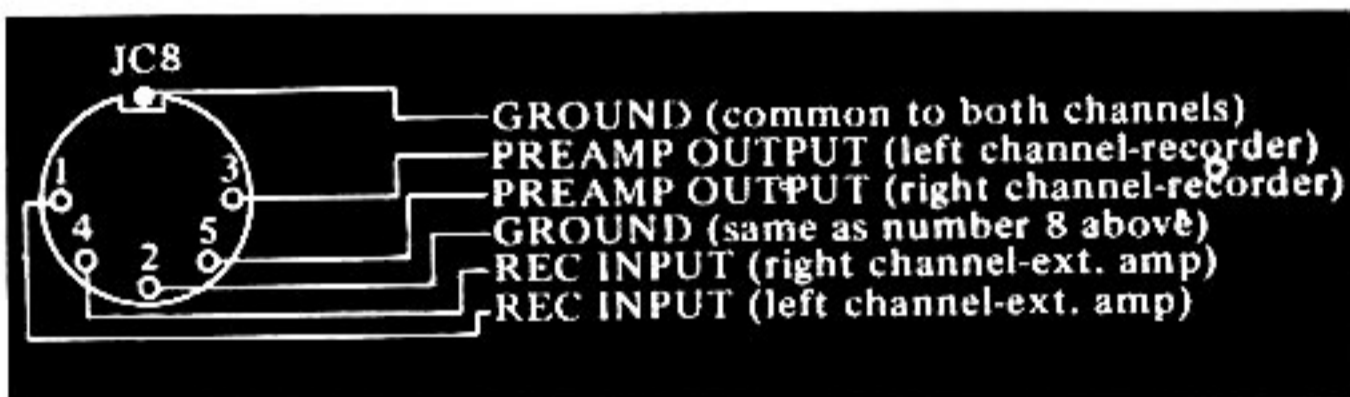 JC8
GROUND (common to both channels)
PREAMP OUTPUT (left channel-recorder)
1 3
PREAMP OUTPUT (right channel-recorder)
4 5
GROUND (same as number 8 above)
2
REC INPUT (right channel-ext. amp)
REC INPUT (left channel-ext. amp)